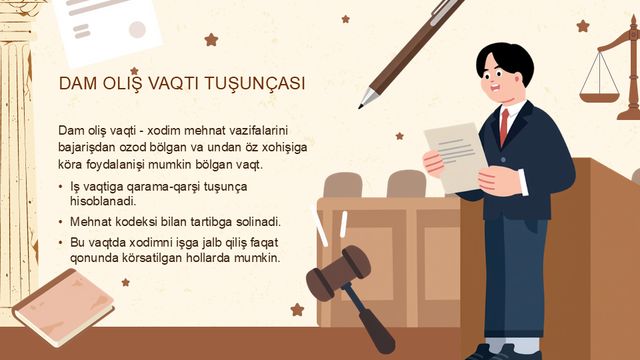 DAM OLIŞ VAQTI TUŞUNÇASI
Dam oliş vaqti - xodim mehnat vazifalarini
bajarişdan ozod bölgan va undan öz xohişiga
köra foydalanişi mumkin bölgan vaqt.
• Iş vaqtiga qarama-qarşi tuşunça
hisoblanadi.
• Mehnat kodeksi bilan tartibga solinadi.
• Bu vaqtda xodimni işga jalb qiliş faqat
qonunda körsatilgan hollarda mumkin.